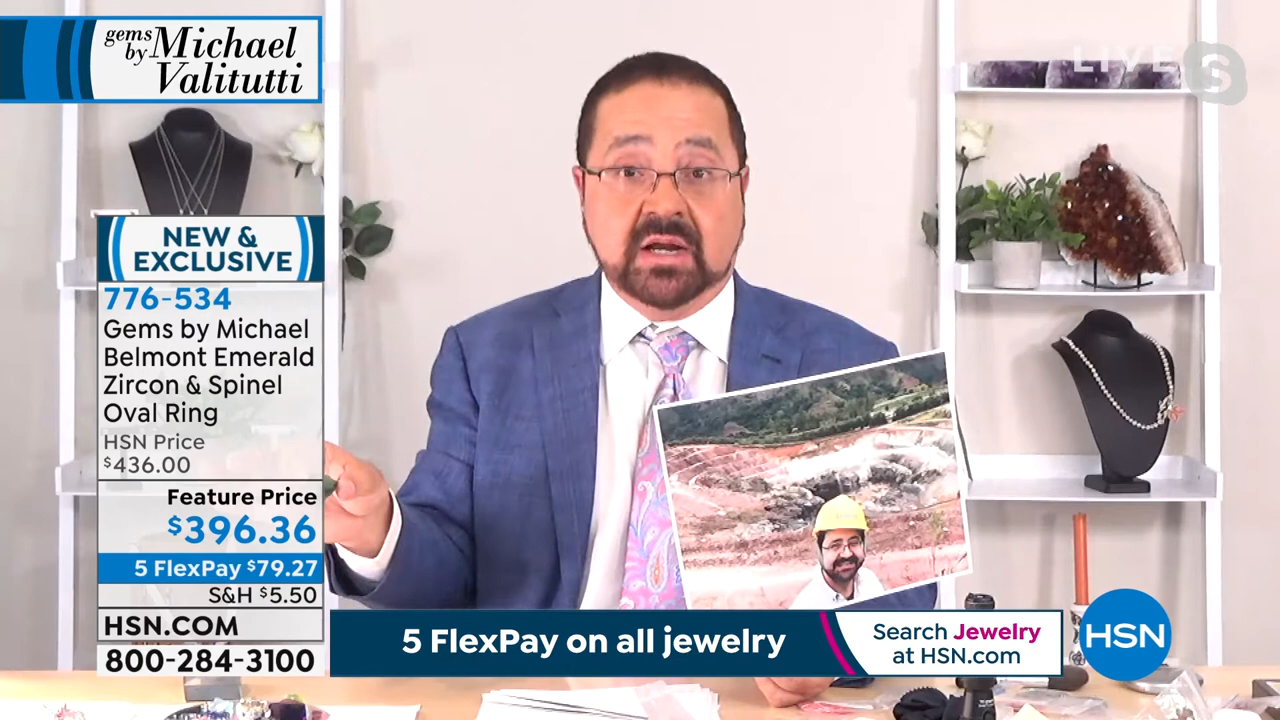 gems
by Michael
Valitutti
LIVE S
NEW &
EXCLUSIVE
776-534
Gems by Michael
Belmont Emerald
Zircon & Spinel
Oval Ring
HSN Price
$436.00
Feature Price
$396.36
5 FlexPay $79.27
S&H $5.50
HSN.COM
800-284-3100
5 FlexPay on all jewelry
Search Jewelry
at HSN.com
HSN